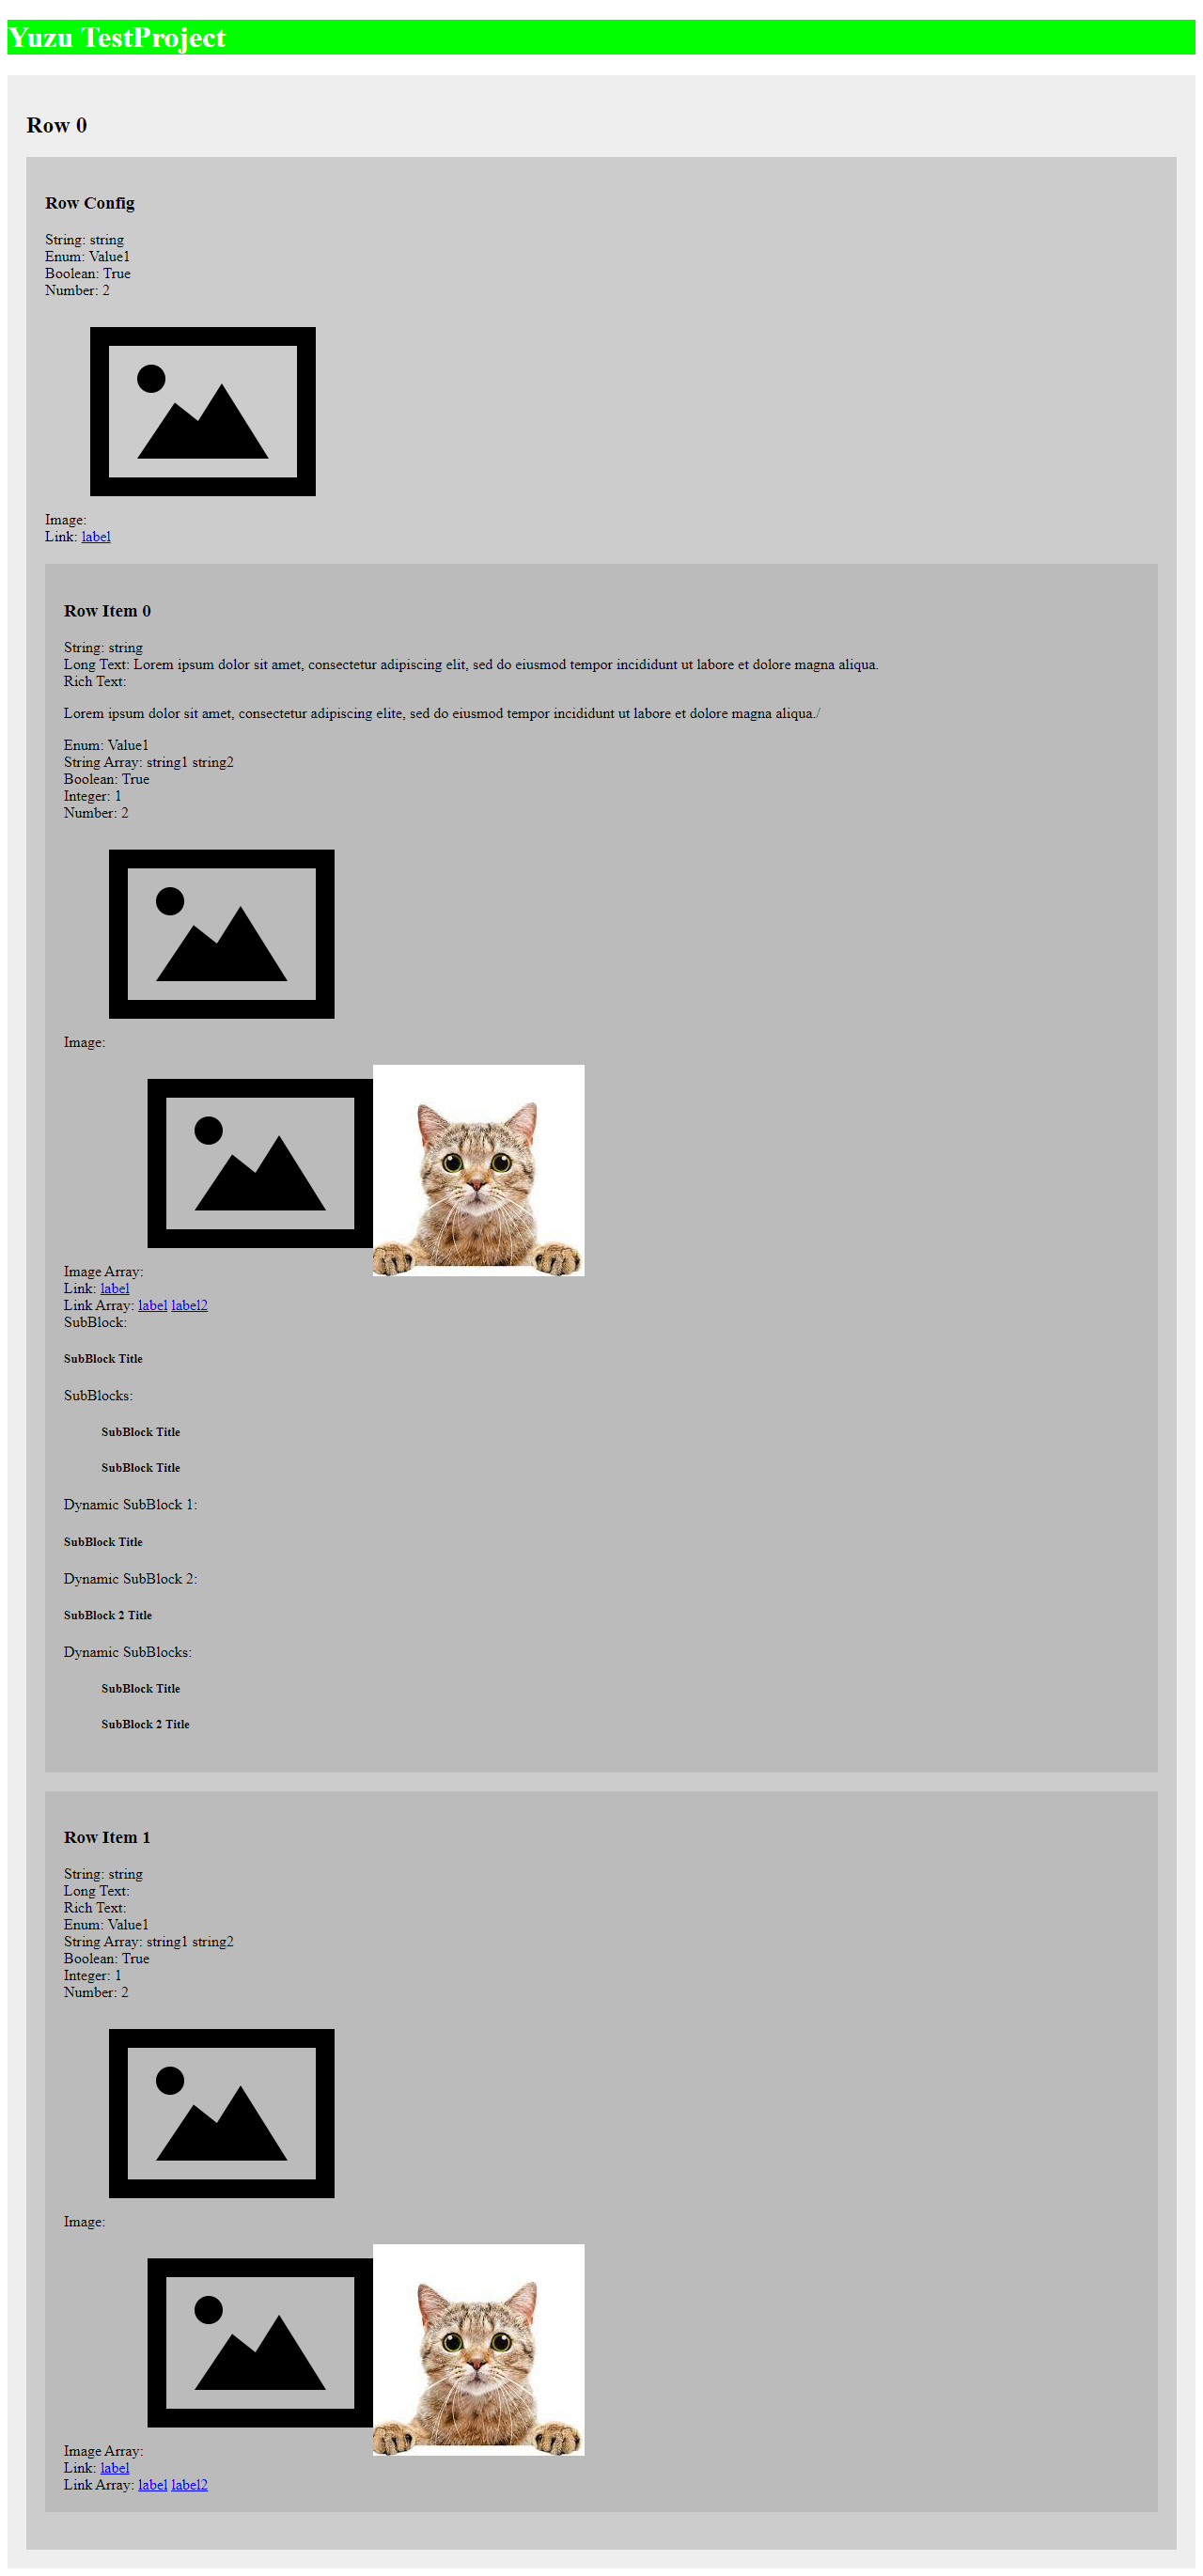 Yuzu TestProject
Row 0
Row Config
String: string
Enum: Value1
Boolean: True
Number: 2
Image:
Link: label
Row Item 0
String: string
Long Text: Lorem ipsum dolor sit amet, consectetur adipiscing elit, sed do eiusmod tempor incididunt ut labore et dolore magna aliqua.
Rich Text:
Lorem ipsum dolor sit amet, consectetur adipiscing elite, sed do eiusmod tempor incididunt ut labore et dolore magna aliqua./
Enum: Value1
String Array: string1 string2
Boolean: True
Integer: 1
Number: 2
Image:
Image Array:
Link: label
Link Array: label label2
SubBlock:
SubBlock Title
SubBlocks:
SubBlock Title
SubBlock Title
Dynamic SubBlock 1:
SubBlock Title
Dynamic SubBlock 2:
SubBlock 2 Title
Dynamic SubBlocks:
SubBlock Title
SubBlock 2 Title
Row Item 1
String: string
Long Text:
Rich Text:
Enum: Value1
String Array: string1 string2
Boolean: True
Integer: 1
Number: 2
Image:
Image Array:
Link: label
Link Array: label label2